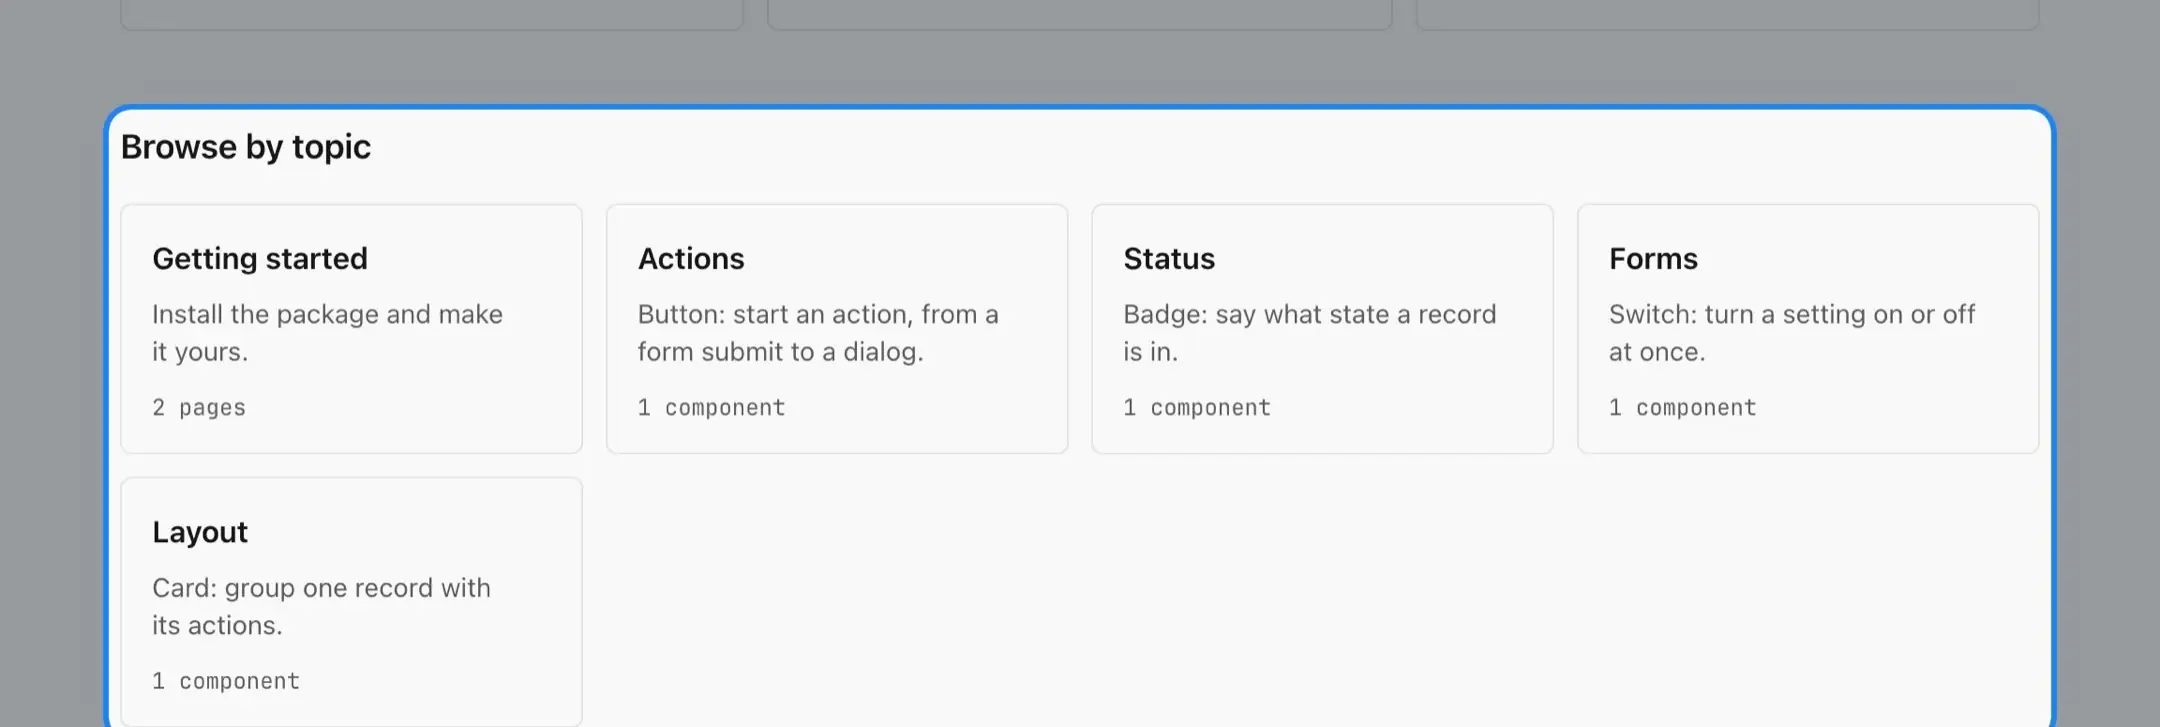 Browse by topic
Getting started
Install the package and make
it yours.
2 pages
Actions
Button: start an action, from a
form submit to a dialog.
1 component
Status
Badge: say what state a record
is in.
1 component
Forms
Switch: turn a setting on or off
at once.
1 component
Layout
Card: group one record with
its actions.
1 component